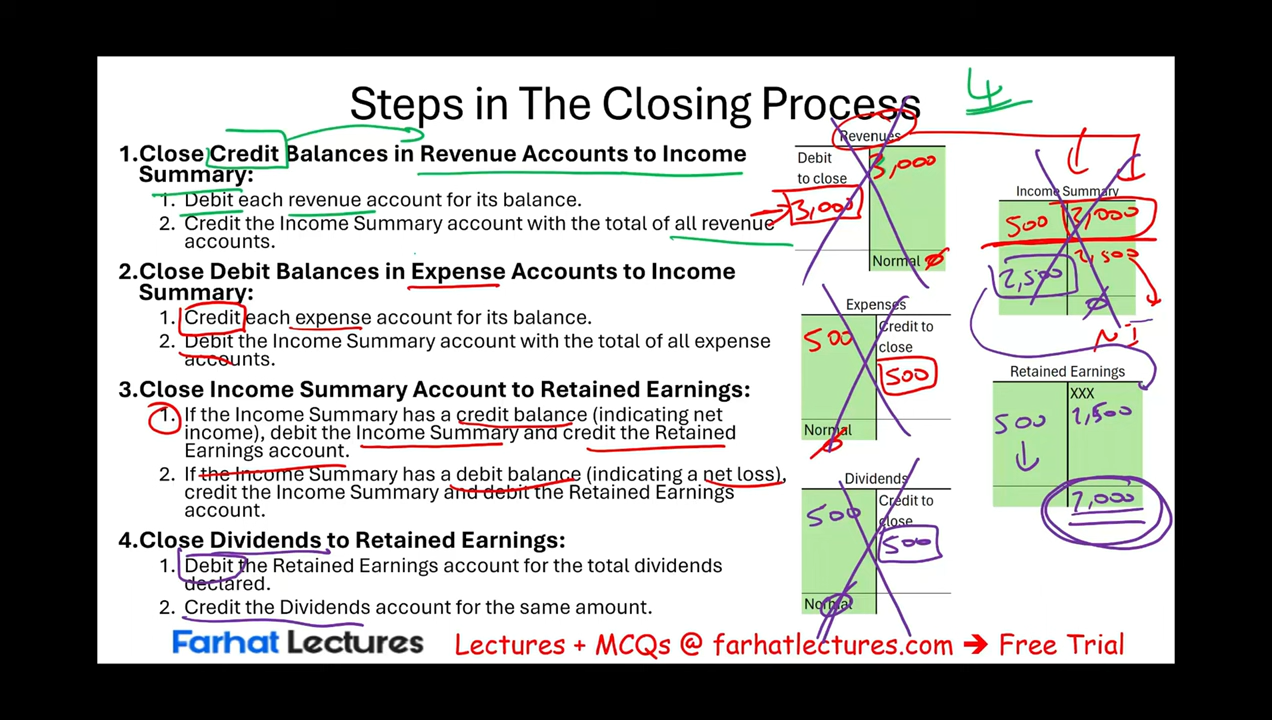 4
Steps in The Closing Process
1.Close Credit Balances in Revenue Accounts to Income
Summary:
1. Debit each revenue account for its balance.
2. Credit the Income Summary account with the total of all revenue
accounts.
2.Close Debit Balances in Expense Accounts to Income
Summary:
1. Credit each expense account for its balance.
2. Debit the Income Summary account with the total of all expense
accounts.
3.Close Income Summary Account to Retained Earnings:
1. If the Income Summary has a credit balance (indicating net
income), debit the Income Summary and credit the Retained
Earnings account.
2. If the Income Summary has a debit balance (indicating a net loss),
credit the Income Summary and debit the Retained Earnings
account.
4.Close Dividends to Retained Earnings:
1. Debit the Retained Earnings account for the total dividends
declared.
2. Credit the Dividends account for the same amount.
Revenues
Debit
to close
3,000
3,000
Normal
Expenses
500
Credit to
close
500
Normal
Dividends
500
Credit to
close
500
Normal
Income Summary
500 3,000
2,500 2,500
NI
Retained Earnings
XXX
500 2,500
2,000
Farhat Lectures
Lectures + MCQs @ farhatlectures.com → Free Trial